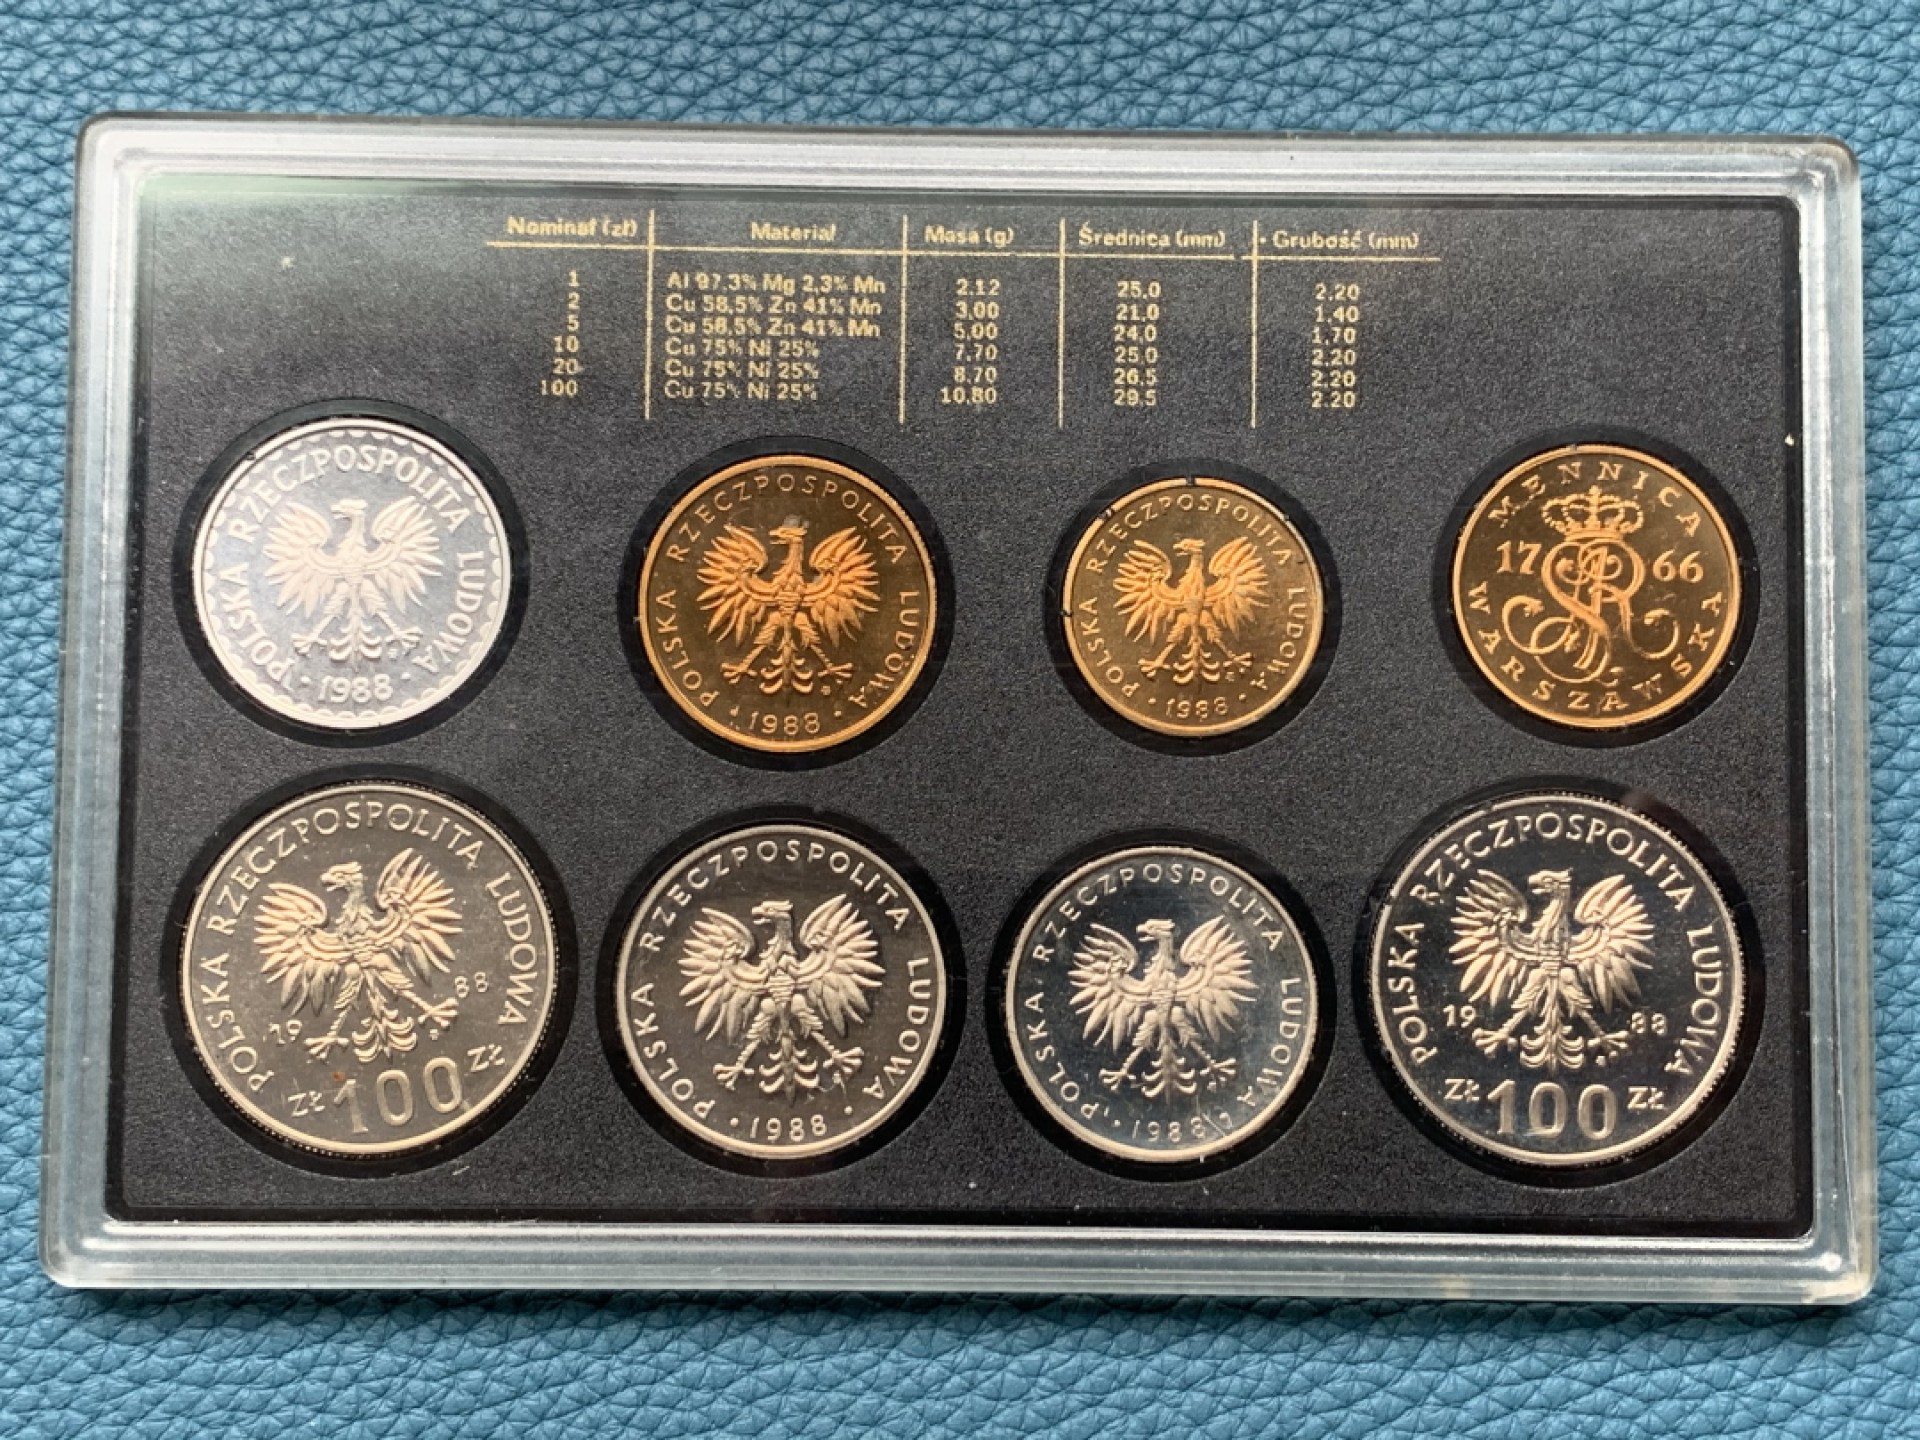 Nominał (zł) Materiał Masa (g) Średnica (mm) Grubość (mm)
1 Al 97,3% Mg 2,3% Mn 2,12 25,0 2,20
2 Cu 58,5% Zn 41% Mn 3,00 21,0 1,40
5 Cu 58,5% Zn 41% Mn 5,00 24,0 1,70
10 Cu 75% Ni 25% 7,70 25,0 2,20
20 Cu 75% Ni 25% 8,70 26,5 2,20
100 Cu 75% Ni 25% 10,80 29,5 2,20
POLSKA RZECZPOSPOLITA LUDOWA
· 1988 ·
POLSKA RZECZPOSPOLITA LUDOWA
· 1988 ·
POLSKA RZECZPOSPOLITA LUDOWA
· 1988 ·
MENNICA
17 66
WARSZAWSKA
POLSKA RZECZPOSPOLITA LUDOWA
19 88
ZŁ 100 ZŁ
POLSKA RZECZPOSPOLITA LUDOWA
· 1988 ·
POLSKA RZECZPOSPOLITA LUDOWA
· 1988 ·
POLSKA RZECZPOSPOLITA LUDOWA
19 88
ZŁ 100 ZŁ